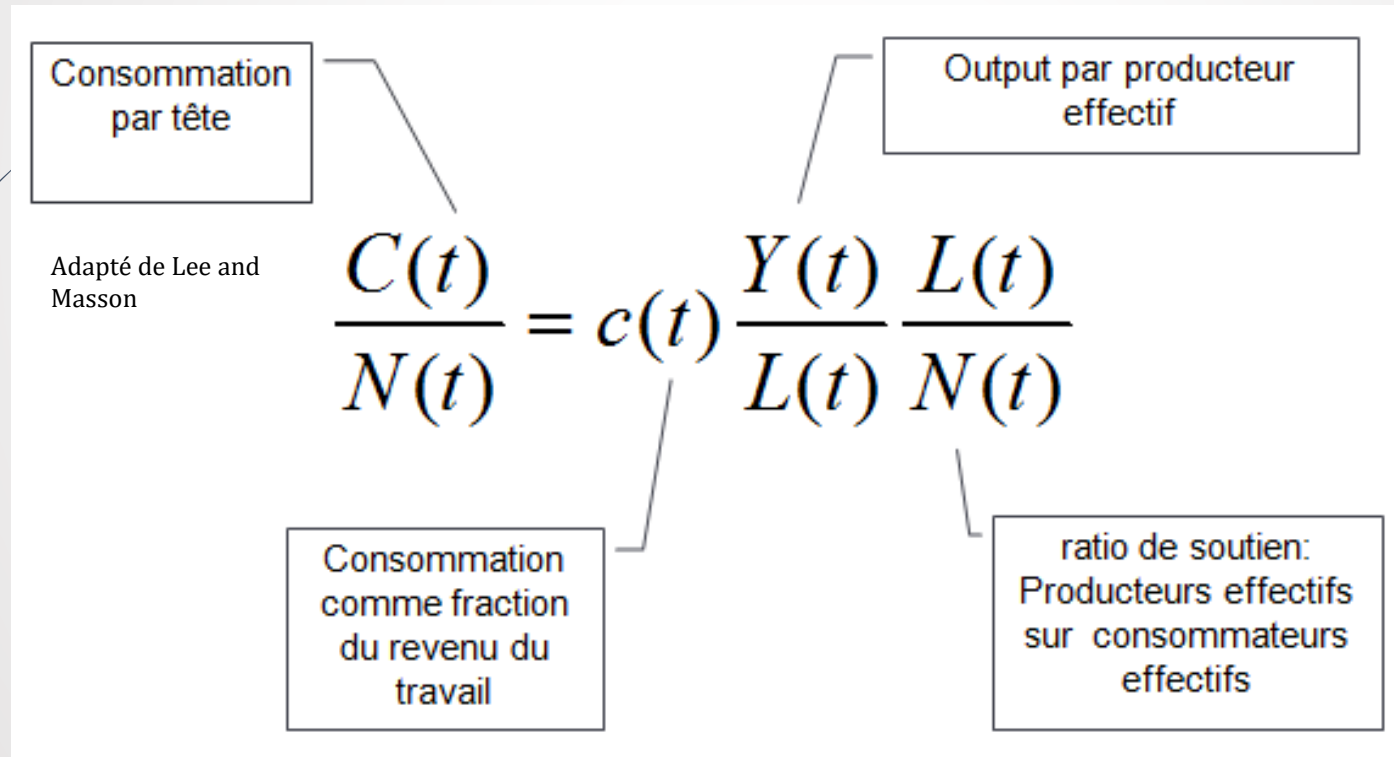 Consommation
par tête
Output par producteur
effectif
Adapté de Lee and
Masson
C(t)/N(t) = c(t) Y(t)/L(t) L(t)/N(t)
Consommation
comme fraction
du revenu du
travail
ratio de soutien:
Producteurs effectifs
sur consommateurs
effectifs